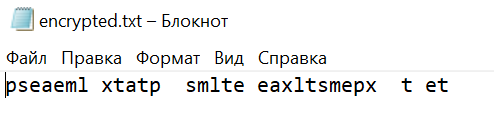 encrypted.txt – Блокнот
Файл Правка Формат Вид Справка
pseaeml xtatp  smlte eaxltsmepx  t et